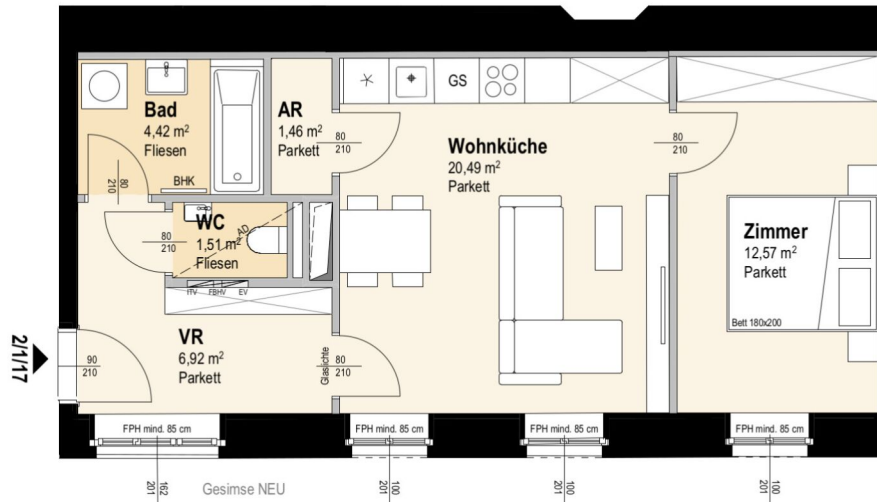 Bad
4,42 m²
Fliesen
BHK
80
210
AR
1,46 m²
Parkett
80
210
GS
Wohnküche
20,49 m²
Parkett
80
210
Zimmer
12,57 m²
Parkett
Bett 180x200
WC
1,51 m²
Fliesen
AD
80
210
ITV FBHV EV
VR
6,92 m²
Parkett
90
210
2/1/17
Glaslichte
80
210
FPH mind. 85 cm
FPH mind. 85 cm
FPH mind. 85 cm
FPH mind. 85 cm
162
201
Gesimse NEU
100
201
100
201
100
201